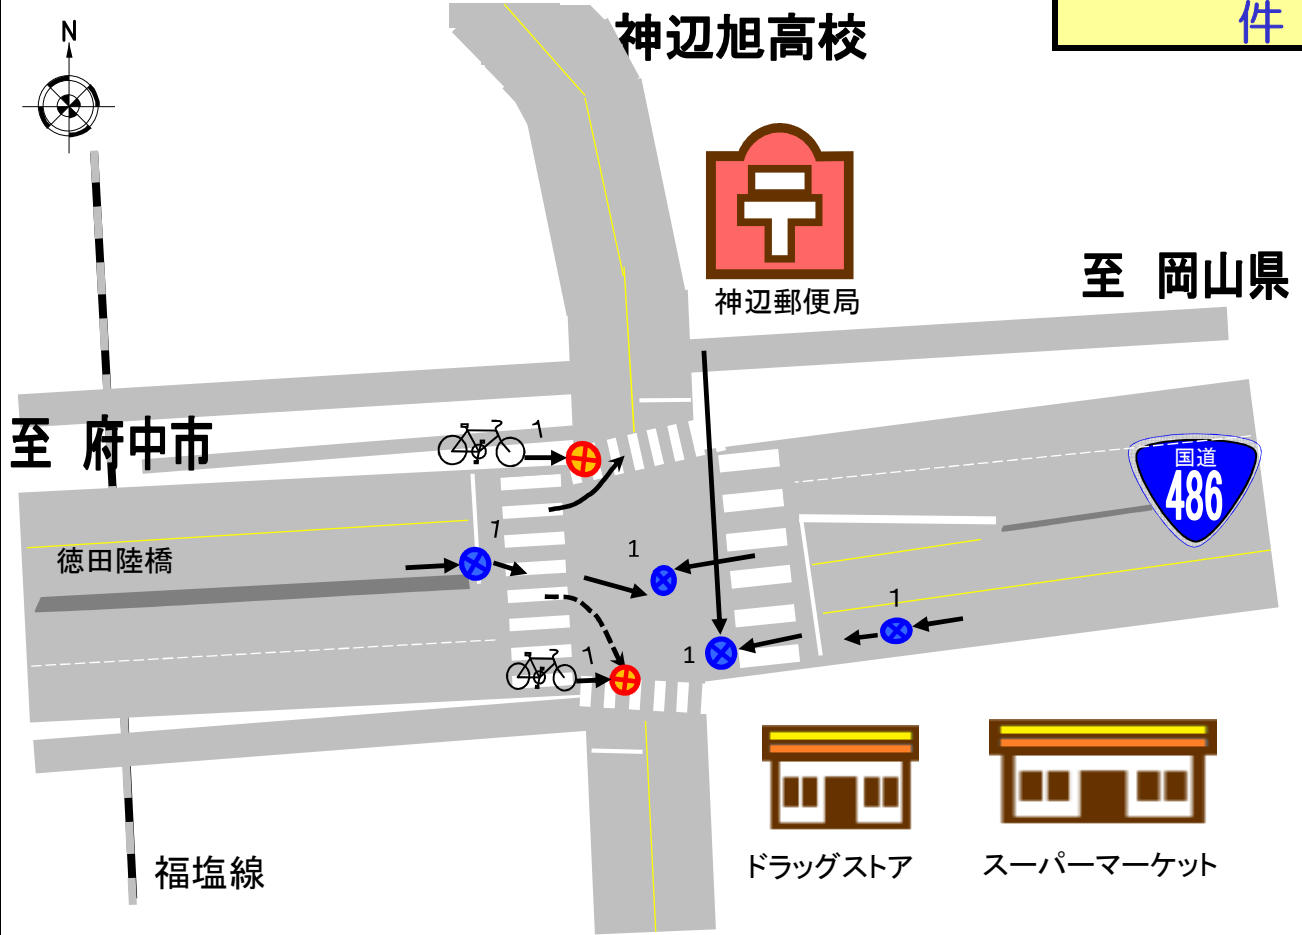 N
神辺旭高校
件
神辺郵便局
至 岡山県
至 府中市
国道
486
徳田陸橋
1
1
1
1
1
1
福塩線
ドラッグストア
スーパーマーケット